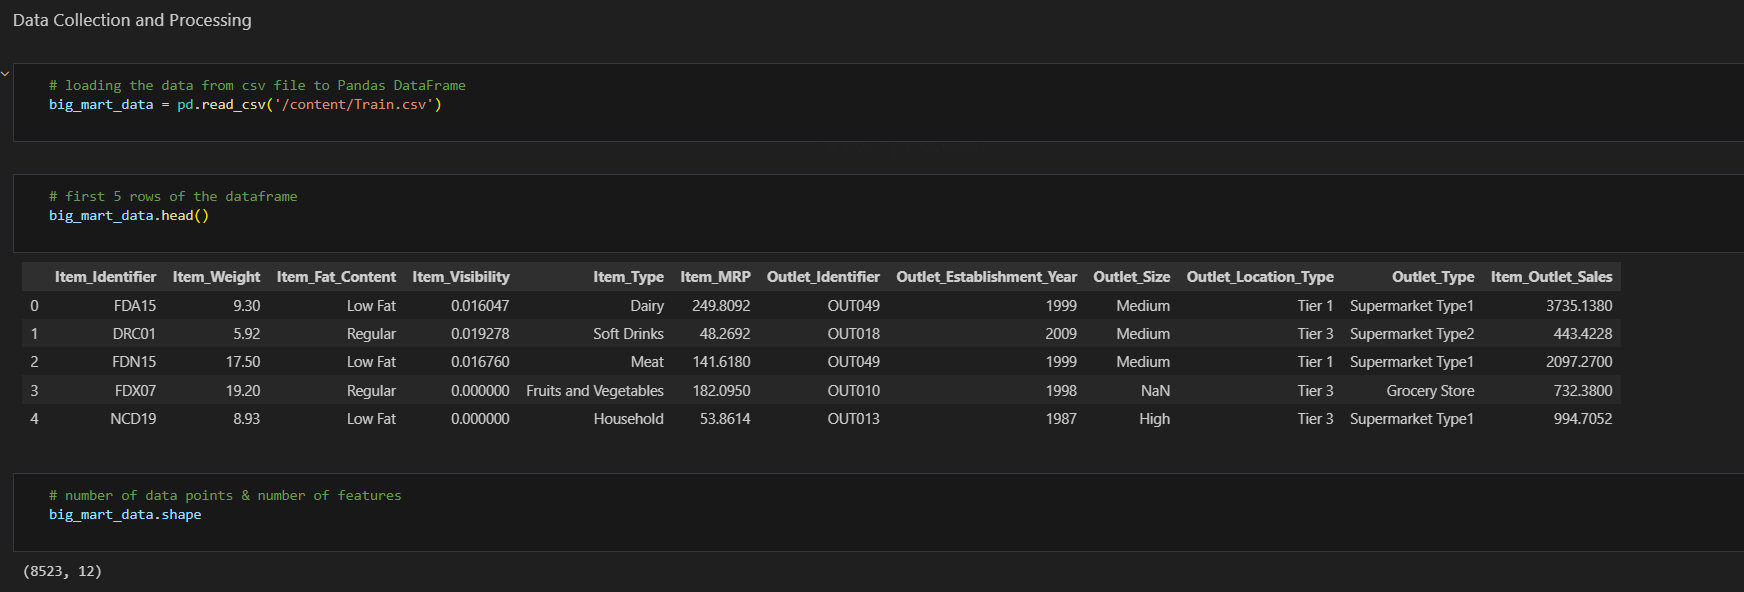 Data Collection and Processing
# loading the data from csv file to Pandas DataFrame
big_mart_data = pd.read_csv('/content/Train.csv')
# first 5 rows of the dataframe
big_mart_data.head()
Item_Identifier Item_Weight Item_Fat_Content Item_Visibility Item_Type Item_MRP Outlet_Identifier Outlet_Establishment_Year Outlet_Size Outlet_Location_Type Outlet_Type Item_Outlet_Sales
0 FDA15 9.30 Low Fat 0.016047 Dairy 249.8092 OUT049 1999 Medium Tier 1 Supermarket Type1 3735.1380
1 DRC01 5.92 Regular 0.019278 Soft Drinks 48.2692 OUT018 2009 Medium Tier 3 Supermarket Type2 443.4228
2 FDN15 17.50 Low Fat 0.016760 Meat 141.6180 OUT049 1999 Medium Tier 1 Supermarket Type1 2097.2700
3 FDX07 19.20 Regular 0.000000 Fruits and Vegetables 182.0950 OUT010 1998 NaN Tier 3 Grocery Store 732.3800
4 NCD19 8.93 Low Fat 0.000000 Household 53.8614 OUT013 1987 High Tier 3 Supermarket Type1 994.7052
# number of data points & number of features
big_mart_data.shape
(8523, 12)